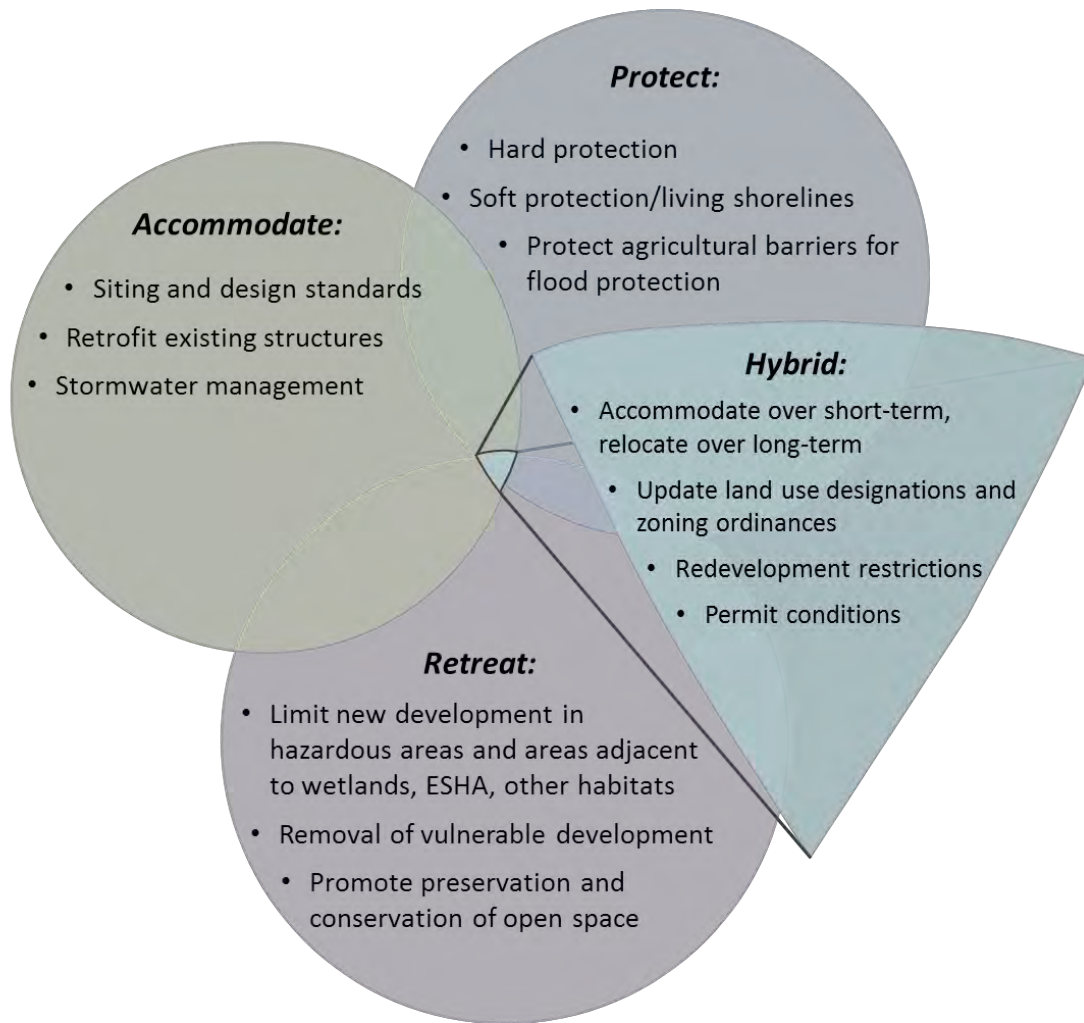 Protect:
• Hard protection
• Soft protection/living shorelines
• Protect agricultural barriers for
flood protection
Accommodate:
• Siting and design standards
• Retrofit existing structures
• Stormwater management
Hybrid:
• Accommodate over short-term,
relocate over long-term
• Update land use designations and
zoning ordinances
• Redevelopment restrictions
• Permit conditions
Retreat:
• Limit new development in
hazardous areas and areas adjacent
to wetlands, ESHA, other habitats
• Removal of vulnerable development
• Promote preservation and
conservation of open space